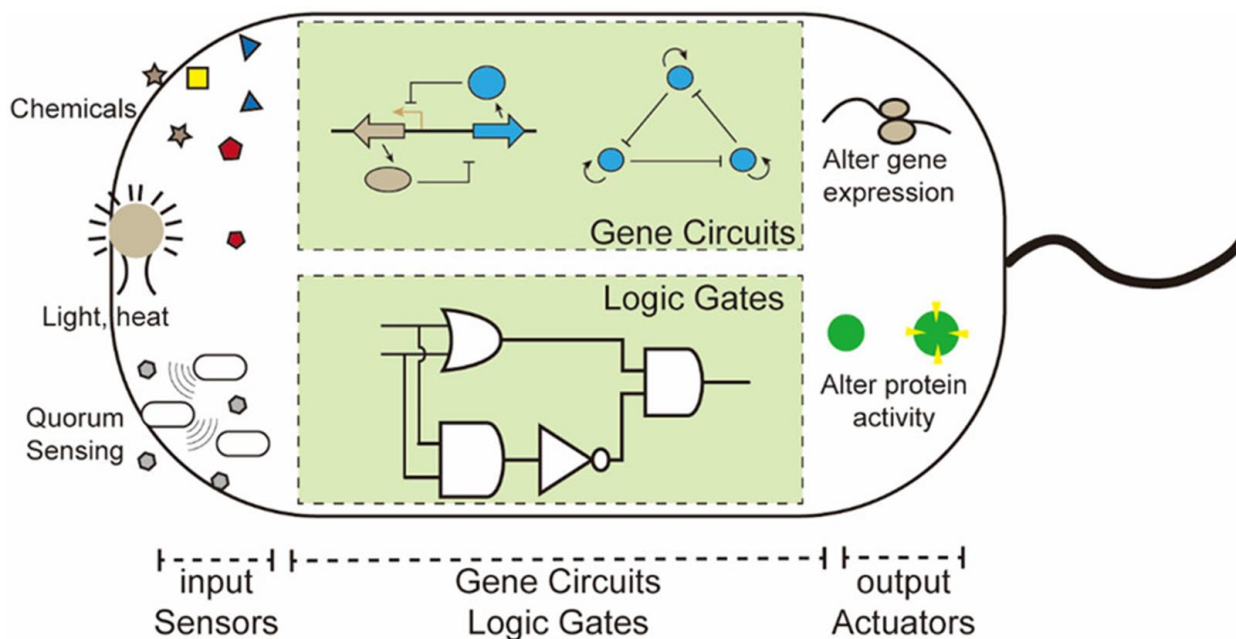 Chemicals
Light, heat
Quorum
Sensing
Gene Circuits
Logic Gates
Alter gene
expression
Alter protein
activity
input
Sensors
Gene Circuits
Logic Gates
output
Actuators